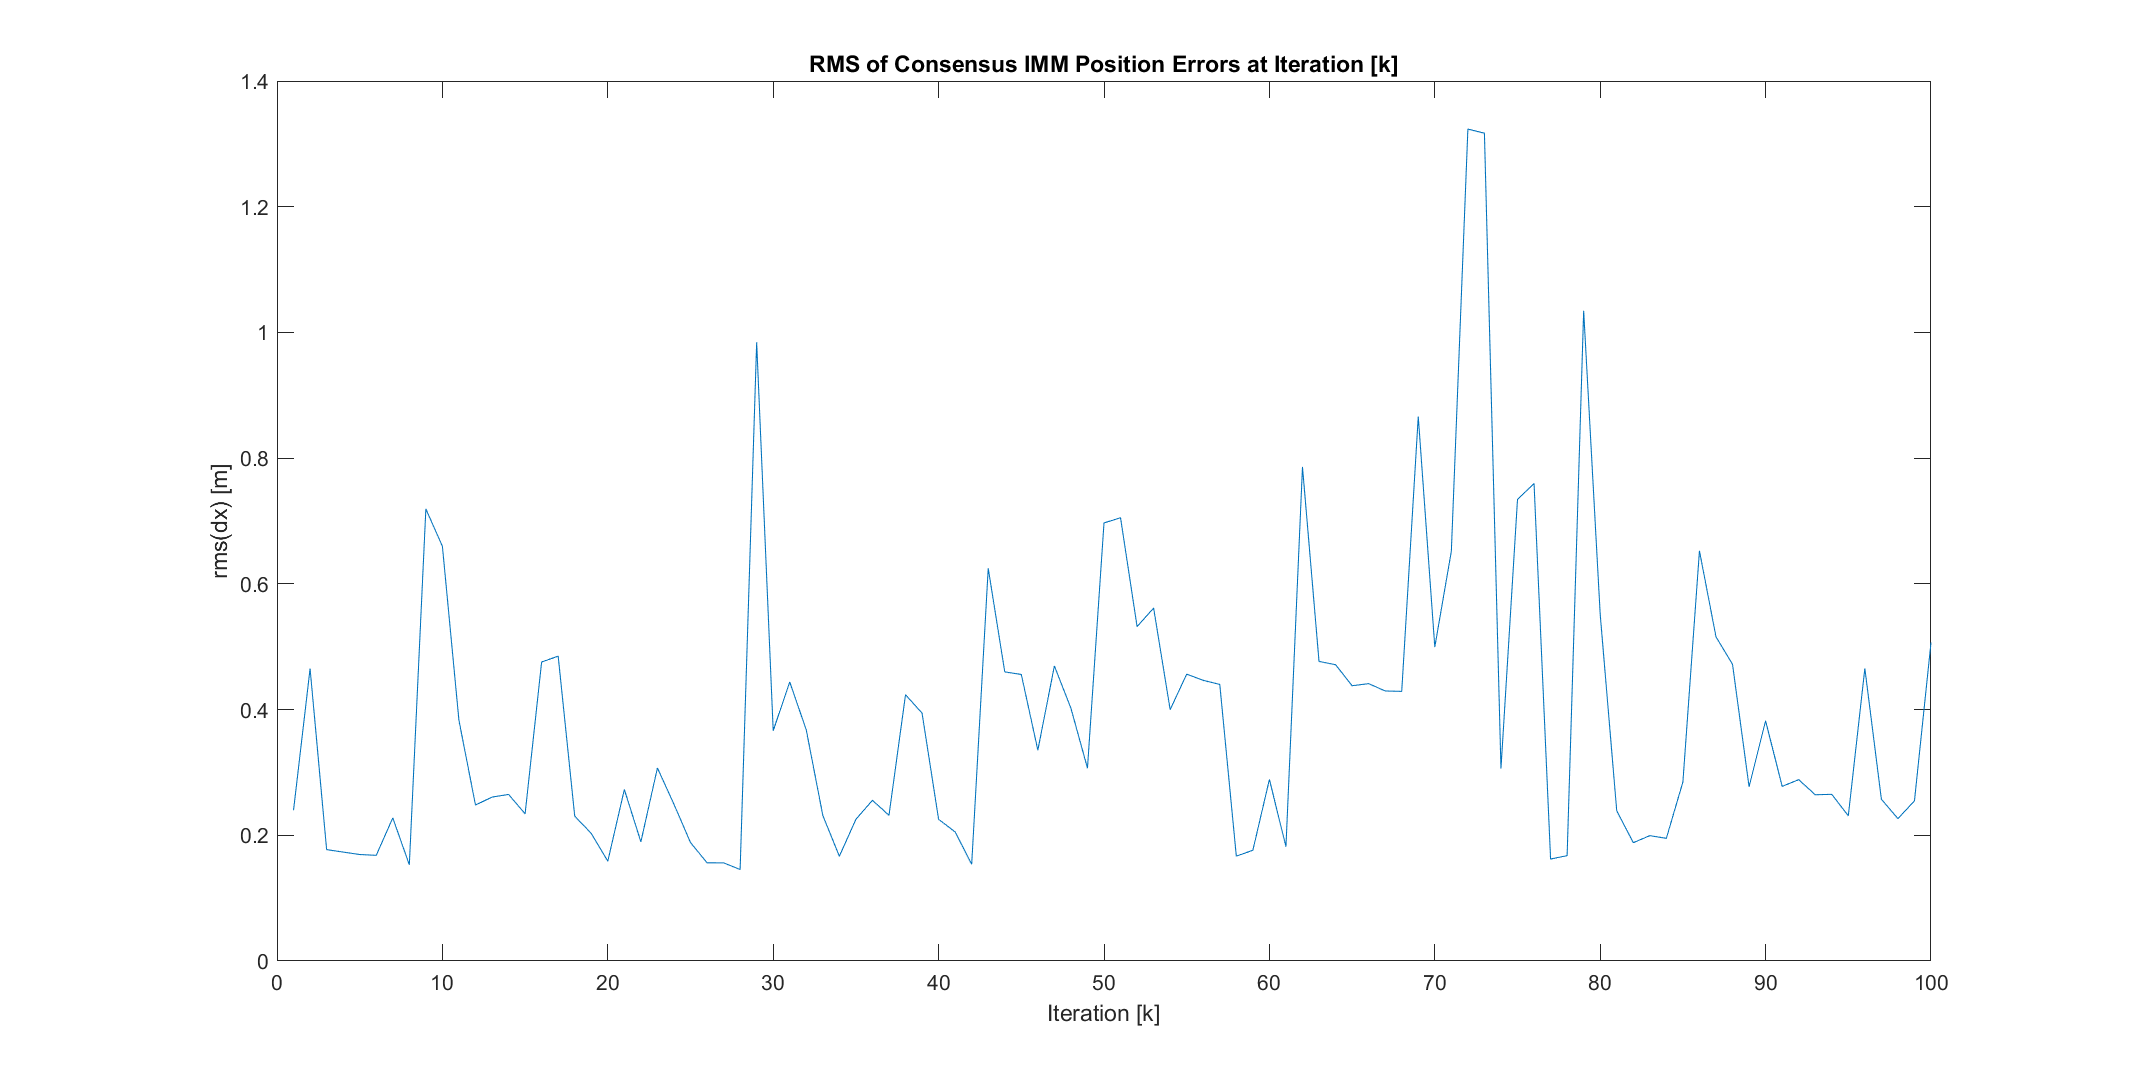 RMS of Consensus IMM Position Errors at Iteration [k]
1.4
1.2
1
0.8
0.6
0.4
0.2
0
rms(dx) [m]
0 10 20 30 40 50 60 70 80 90 100
Iteration [k]